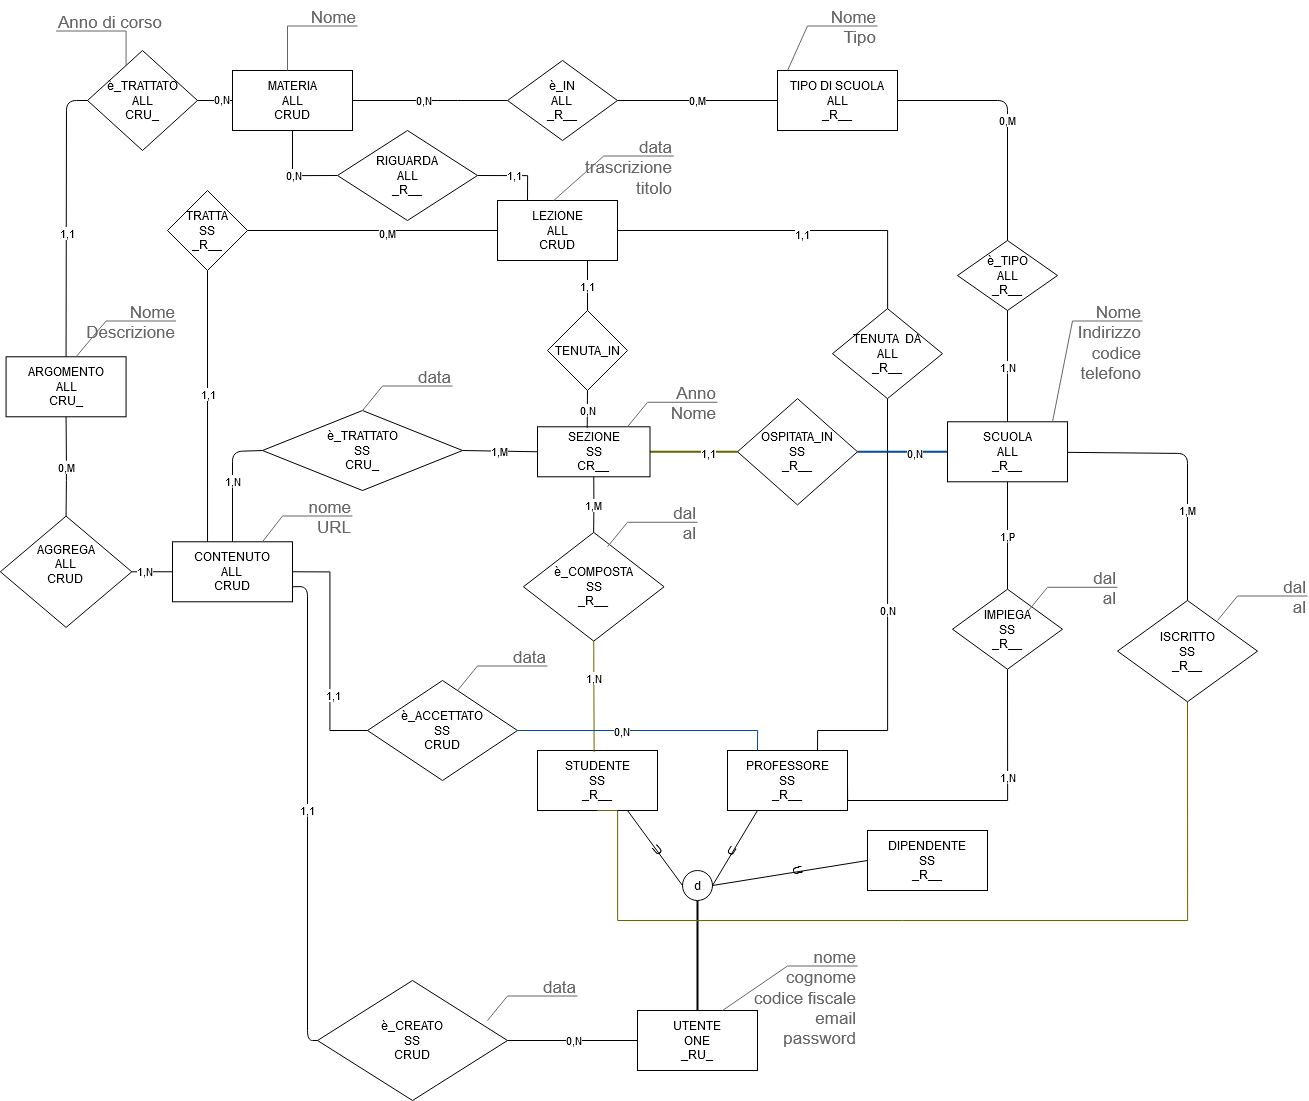 Anno di corso
Nome
Nome
Tipo
è_TRATTATO
ALL
CRU_
0,N
MATERIA
ALL
CRUD
0,N
è_IN
ALL
_R__
0,M
TIPO DI SCUOLA
ALL
_R__
0,M
RIGUARDA
ALL
_R__
0,N
1,1
data
trascrizione
titolo
TRATTA
SS
_R__
0,M
LEZIONE
ALL
CRUD
1,1
1,1
1,1
è_TIPO
ALL
_R__
Nome
Descrizione
TENUTA_IN
TENUTA DA
ALL
_R__
Nome
Indirizzo
codice
telefono
ARGOMENTO
ALL
CRU_
1,1
data
1,N
Anno
Nome
0,N
è_TRATTATO
SS
CRU_
1,M
SEZIONE
SS
CR__
1,1
OSPITATA_IN
SS
_R__
0,N
SCUOLA
ALL
_R__
0,M
1,N
1,M
1,M
nome
URL
dal
al
1,P
AGGREGA
ALL
CRUD
1,N
CONTENUTO
ALL
CRUD
è_COMPOSTA
SS
_R__
dal
al
dal
al
0,N
IMPIEGA
SS
_R__
ISCRITTO
SS
_R__
data
1,N
1,1
è_ACCETTATO
SS
CRUD
0,N
STUDENTE
SS
_R__
PROFESSORE
SS
_R__
1,N
1,1
U
U
U
DIPENDENTE
SS
_R__
d
nome
cognome
codice fiscale
email
password
data
è_CREATO
SS
CRUD
0,N
UTENTE
ONE
_RU_